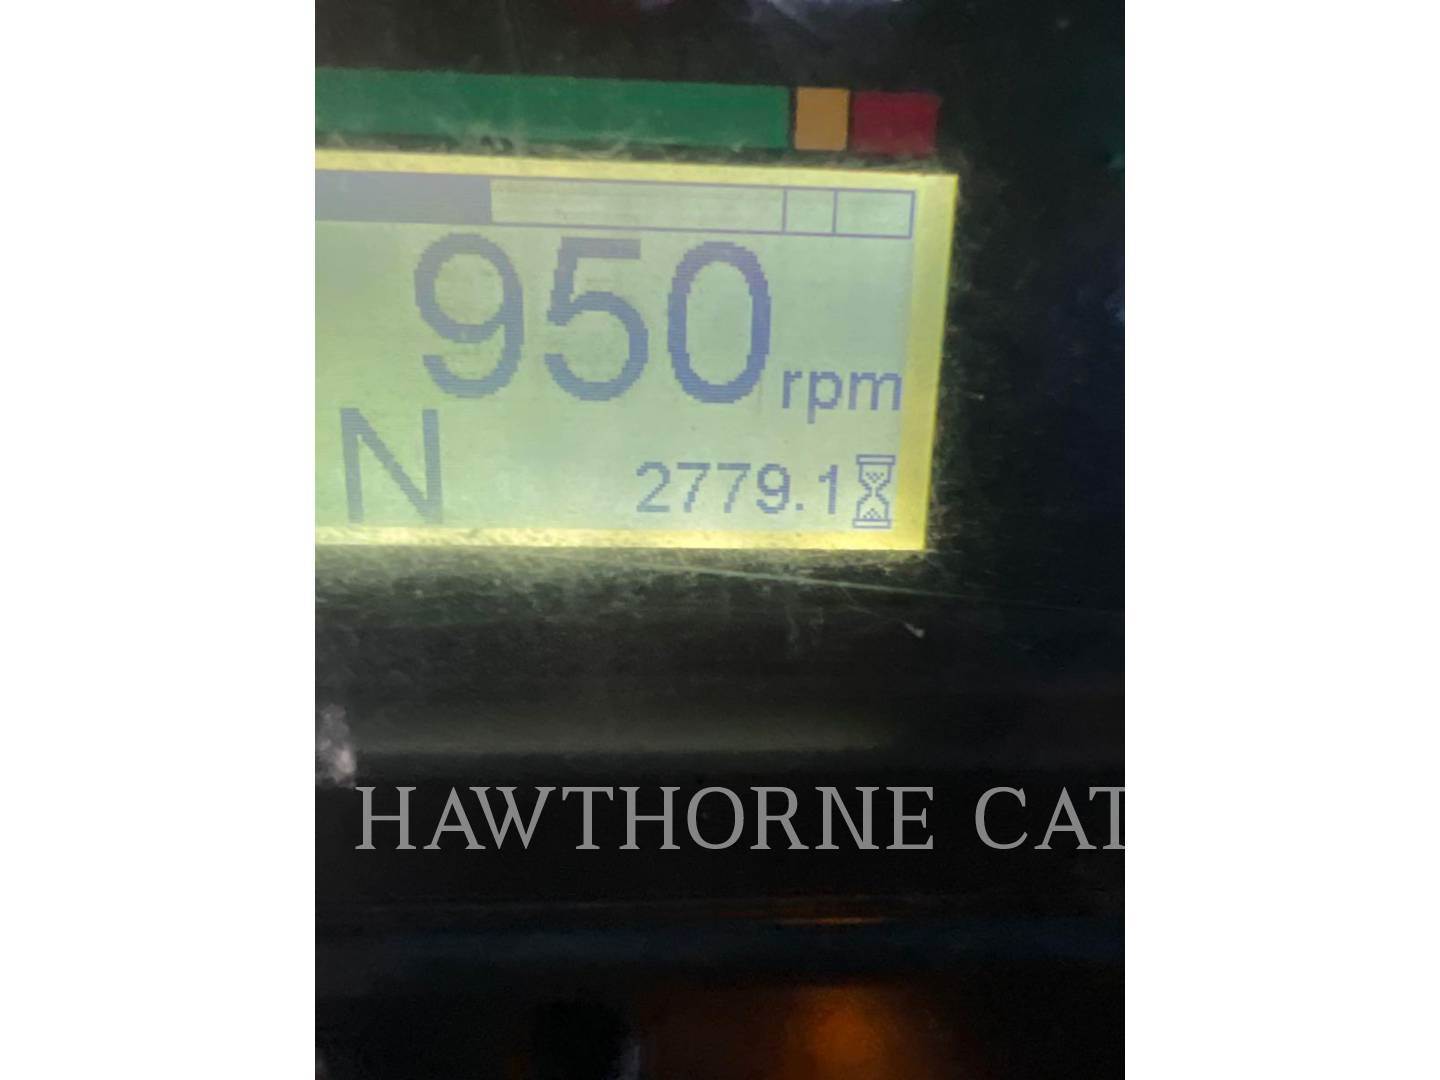 950 rpm
N 2779.1
HAWTHORNE CAT